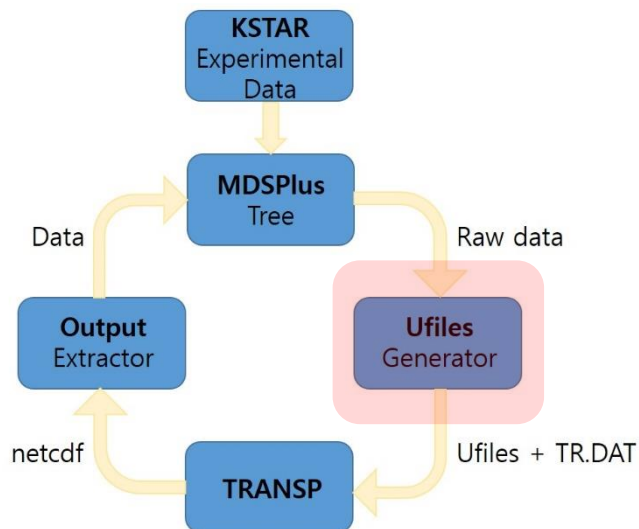 KSTAR
Experimental
Data
MDSPlus
Tree
Data
Raw data
Output
Extractor
Ufiles
Generator
netcdf
Ufiles + TR.DAT
TRANSP